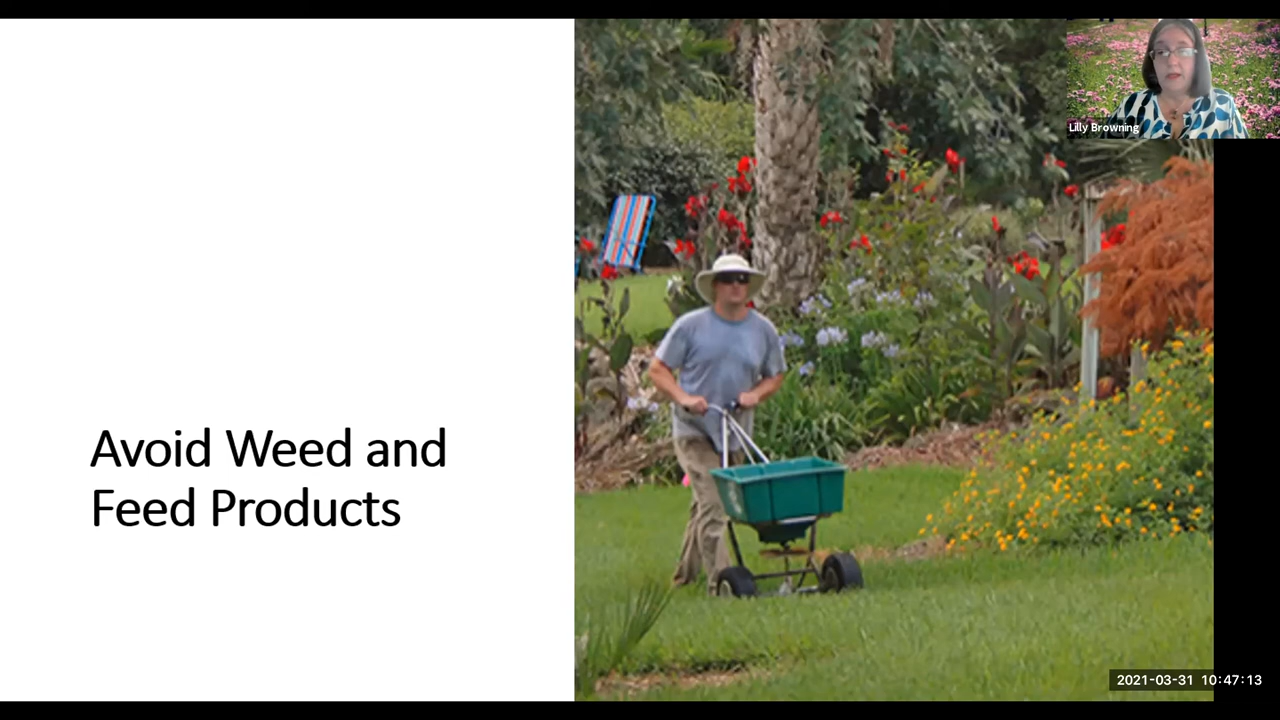 Lilly Browning
Avoid Weed and
Feed Products
2021-03-31 10:47:13